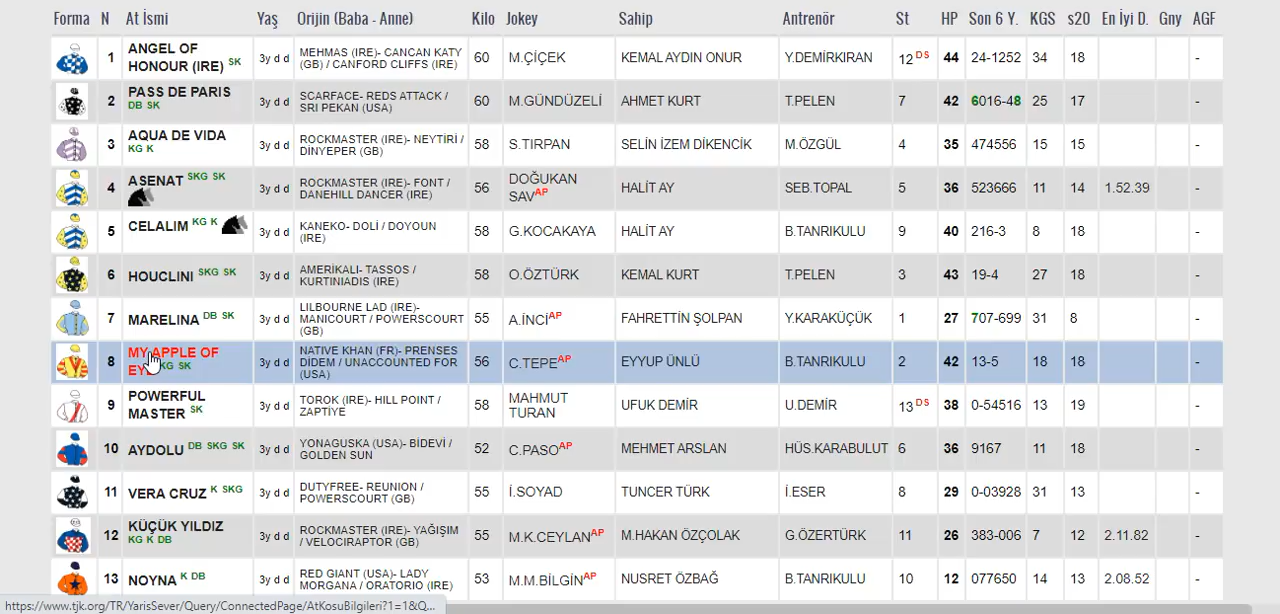 Forma N At İsmi Yaş Orijin (Baba - Anne) Kilo Jokey Sahip Antrenör St HP Son 6 Y. KGS s20 En İyi D. Gny AGF
1 ANGEL OF HONOUR (IRE) SK 3y d d MEHMAS (IRE)- CANCAN KATY (GB) / CANFORD CLIFFS (IRE) 60 M.ÇİÇEK KEMAL AYDIN ONUR Y.DEMİRKIRAN 12 DS 44 24-1252 34 18 -
2 PASS DE PARIS DB SK 3y d d SCARFACE- REDS ATTACK / SRI PEKAN (USA) 60 M.GÜNDÜZELİ AHMET KURT T.PELEN 7 42 6016-48 25 17 -
3 AQUA DE VIDA KG K 3y d d ROCKMASTER (IRE)- NEYTİRİ / DİNYEPER (GB) 58 S.TIRPAN SELİN İZEM DİKENCİK M.ÖZGÜL 4 35 474556 15 15 -
4 ASENAT SKG SK 3y d d ROCKMASTER (IRE)- FONT / DANEHILL DANCER (IRE) 56 DOĞUKAN SAV AP HALİT AY SEB.TOPAL 5 36 523666 11 14 1.52.39 -
5 CELALIM KG K 3y d d KANEKO- DOLİ / DOYOUN (IRE) 58 G.KOCAKAYA HALİT AY B.TANRIKULU 9 40 216-3 8 18 -
6 HOUCLINI SKG SK 3y d d AMERİKALI- TASSOS / KURTINIADIS (IRE) 58 O.ÖZTÜRK KEMAL KURT T.PELEN 3 43 19-4 27 18 -
7 MARELINA DB SK 3y d d LILBOURNE LAD (IRE)- MANICOURT / POWERSCOURT (GB) 55 A.İNCİ AP FAHRETTİN ŞOLPAN Y.KARAKÜÇÜK 1 27 707-699 31 8 -
8 MY APPLE OF EYE KG SK 3y d d NATIVE KHAN (FR)- PRENSES DİDEM / UNACCOUNTED FOR (USA) 56 C.TEPE AP EYYUP ÜNLÜ B.TANRIKULU 2 42 13-5 18 18 -
9 POWERFUL MASTER SK 3y d d TOROK (IRE)- HILL POINT / ZAPTİYE 58 MAHMUT TURAN UFUK DEMİR U.DEMİR 13 DS 38 0-54516 13 19 -
10 AYDOLU DB SKG SK 3y d d YONAGUSKA (USA)- BİDEVİ / GOLDEN SUN 52 C.PASO AP MEHMET ARSLAN HÜS.KARABULUT 6 36 9167 11 18 -
11 VERA CRUZ K SKG 3y d d DUTYFREE- REUNION / POWERSCOURT (GB) 55 İ.SOYAD TUNCER TÜRK İ.ESER 8 29 0-03928 31 13 -
12 KÜÇÜK YILDIZ KG K DB 3y d d ROCKMASTER (IRE)- YAĞIŞIM / VELOCIRAPTOR (GB) 55 M.K.CEYLAN AP M.HAKAN ÖZÇOLAK G.ÖZERTÜRK 11 26 383-006 7 12 2.11.82 -
13 NOYNA K DB 3y d d RED GIANT (USA)- LADY MORGANA / ORATORIO (IRE) 53 M.M.BİLGİN AP NUSRET ÖZBAĞ B.TANRIKULU 10 12 077650 14 13 2.08.52 -
https://www.tjk.org/TR/YarisSever/Query/ConnectedPage/AtKosuBilgileri?1=1&Q...